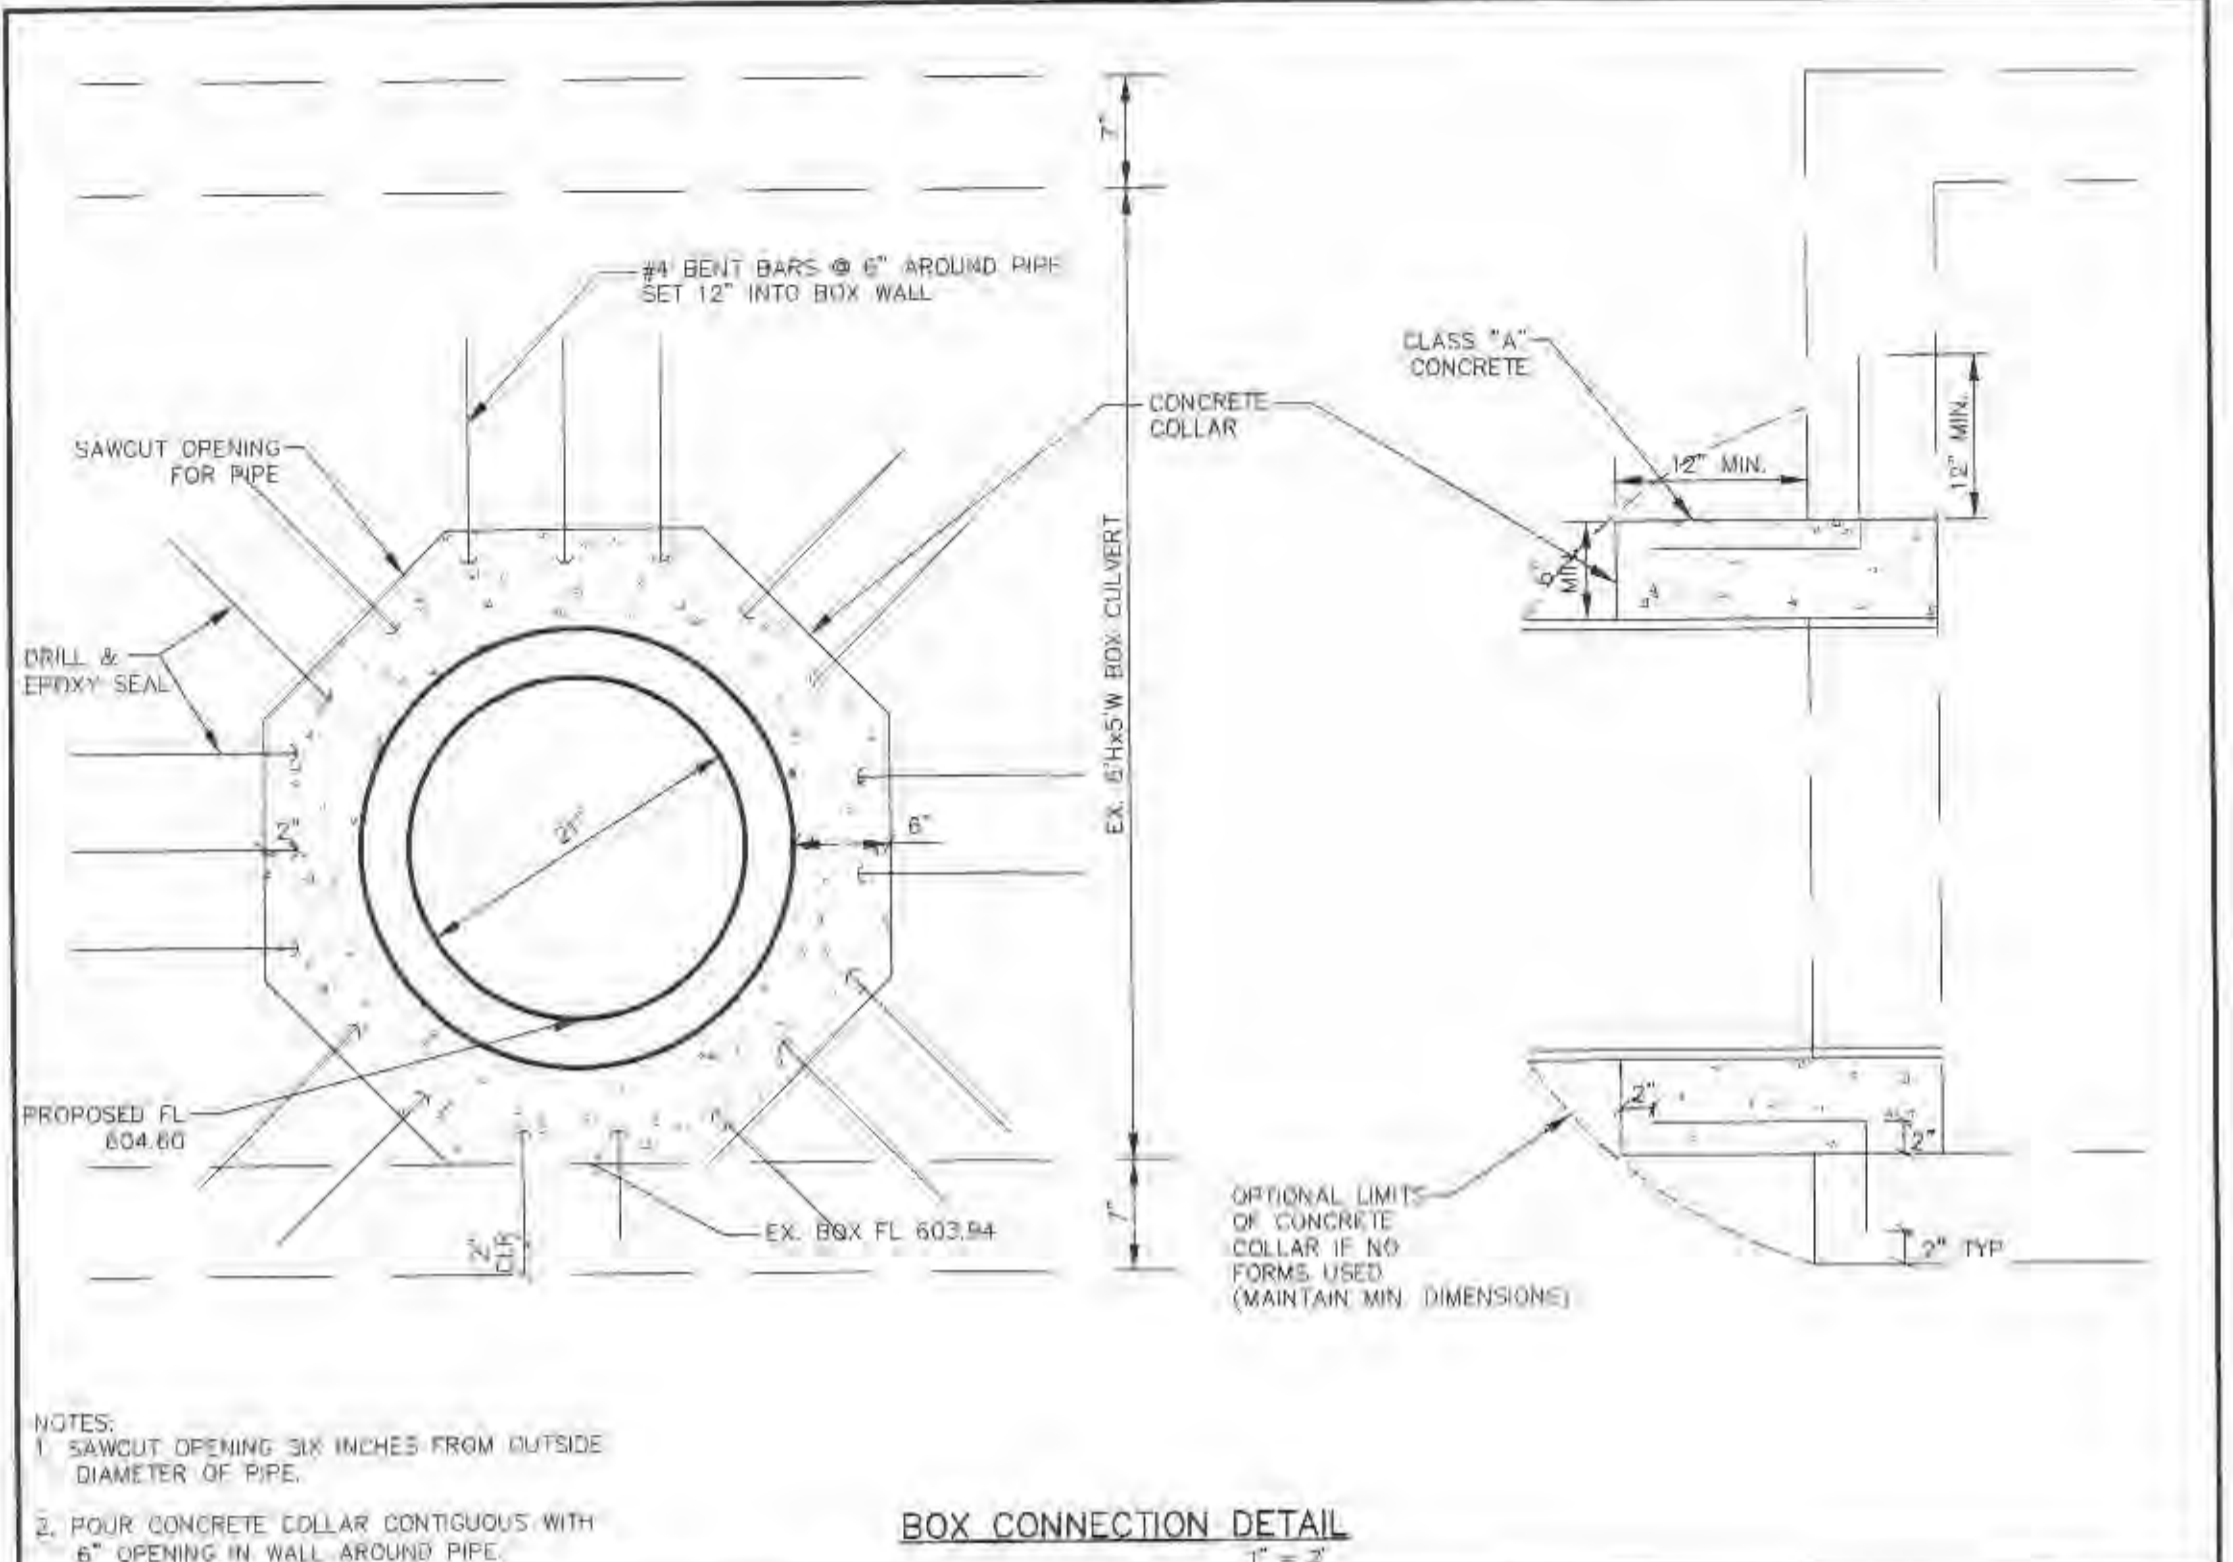 7"
#4 BENT BARS @ 6" AROUND PIPE
SET 12" INTO BOX WALL
CLASS "A"
CONCRETE
CONCRETE
COLLAR
12" MIN.
12" MIN.
SAWCUT OPENING
FOR PIPE
6"
MIN.
EX. 6'Hx5'W BOX CULVERT
DRILL &
EPOXY SEAL
21"
2"
6"
PROPOSED FL
604.60
2"
2"
EX. BOX FL 603.94
2"
CLR
7"
OPTIONAL LIMITS
OF CONCRETE
COLLAR IF NO
FORMS USED
(MAINTAIN MIN. DIMENSIONS)
2" TYP
NOTES:
1. SAWCUT OPENING SIX INCHES FROM OUTSIDE
DIAMETER OF PIPE.
2. POUR CONCRETE COLLAR CONTIGUOUS WITH
6" OPENING IN WALL AROUND PIPE.
BOX CONNECTION DETAIL
1" = 2'